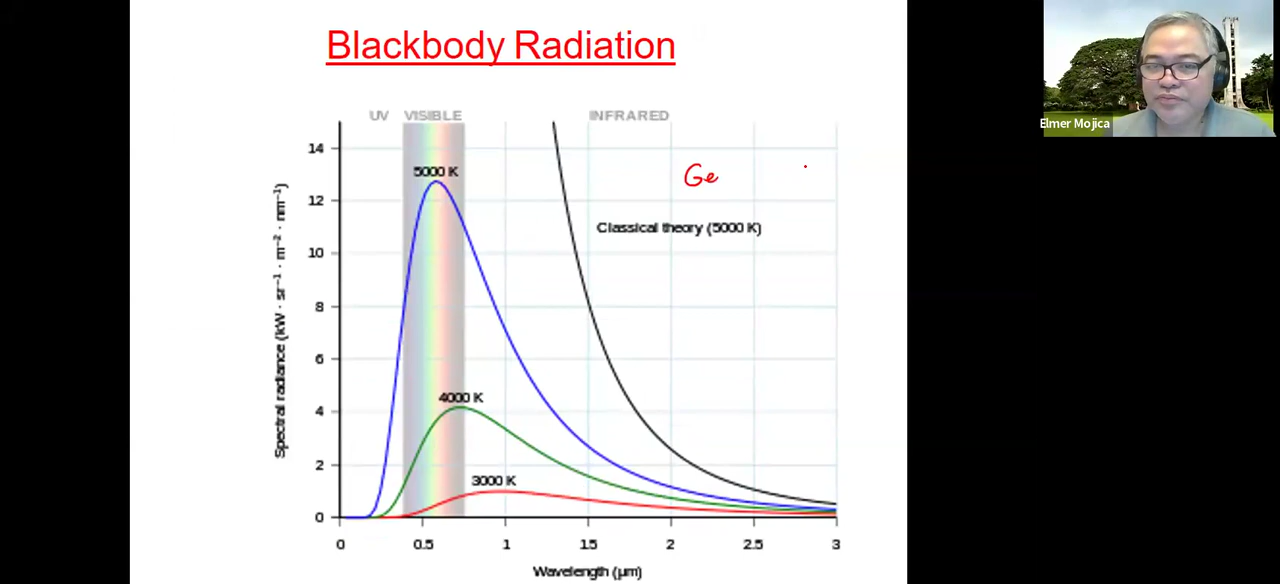 Blackbody Radiation
Elmer Mojica
UV VISIBLE INFRARED
Spectral radiance (kW · sr⁻¹ · m⁻² · nm⁻¹)
14
12
10
8
6
4
2
0
5000 K
4000 K
3000 K
Ge
Classical theory (5000 K)
0 0.5 1 1.5 2 2.5 3
Wavelength (µm)